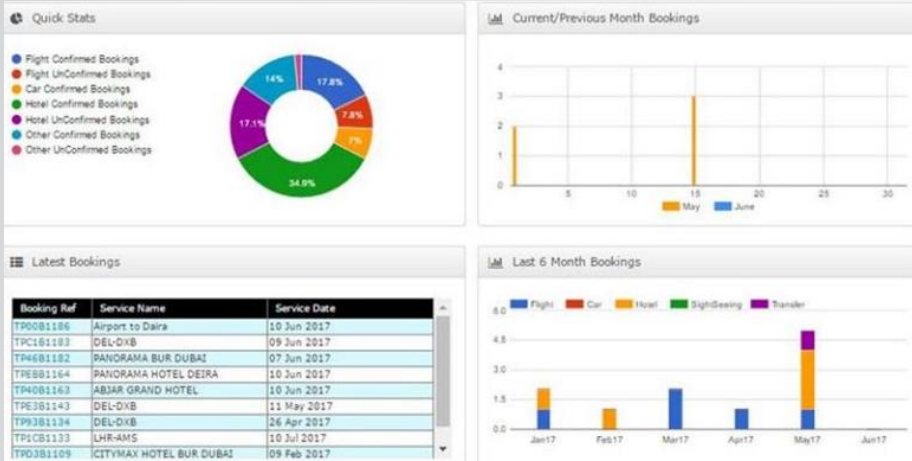 Quick Stats
Flight Confirmed Bookings
Flight UnConfirmed Bookings
Car Confirmed Bookings
Hotel Confirmed Bookings
Hotel UnConfirmed Bookings
Other Confirmed Bookings
Other UnConfirmed Bookings
14%
17.8%
7.8%
17.1%
7%
34.9%
Current/Previous Month Bookings
4
3
2
1
0
5 10 15 20 25 30
May June
Latest Bookings
Booking Ref Service Name Service Date
TP00B1186 Airport to Daira 10 Jun 2017
TPC1B1183 DEL-DXB 09 Jun 2017
TP46B1182 PANORAMA BUR DUBAI 07 Jun 2017
TPEBB1164 PANORAMA HOTEL DEIRA 10 Jun 2017
TP40B1163 ABJAR GRAND HOTEL 10 Jun 2017
TPE3B1143 DEL-DXB 11 May 2017
TP93B1134 DEL-DXB 26 Apr 2017
TP1CB1133 LHR-AMS 10 Jul 2017
TPD3B1109 CITYMAX HOTEL BUR DUBAI 09 Feb 2017
Last 6 Month Bookings
Flight Car Hotel SightSeeing Transfer
6.0
4.5
3.0
1.5
0.0
Jan17 Feb17 Mar17 Apr17 May17 Jun17